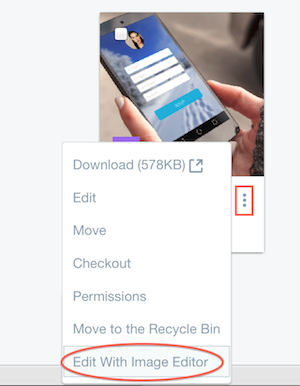 Download (578KB)
Edit
Move
Checkout
Permissions
Move to the Recycle Bin
Edit With Image Editor